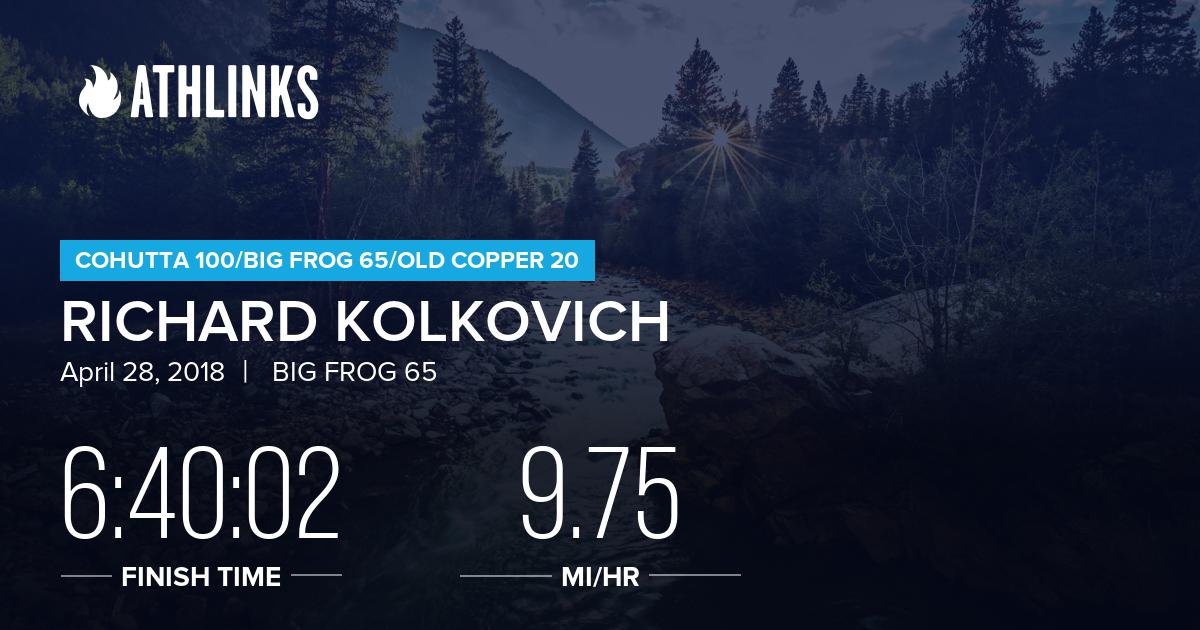 ATHLINKS
COHUTTA 100/BIG FROG 65/OLD COPPER 20
RICHARD KOLKOVICH
April 28, 2018 | BIG FROG 65
6:40:02 9.75
FINISH TIME MI/HR